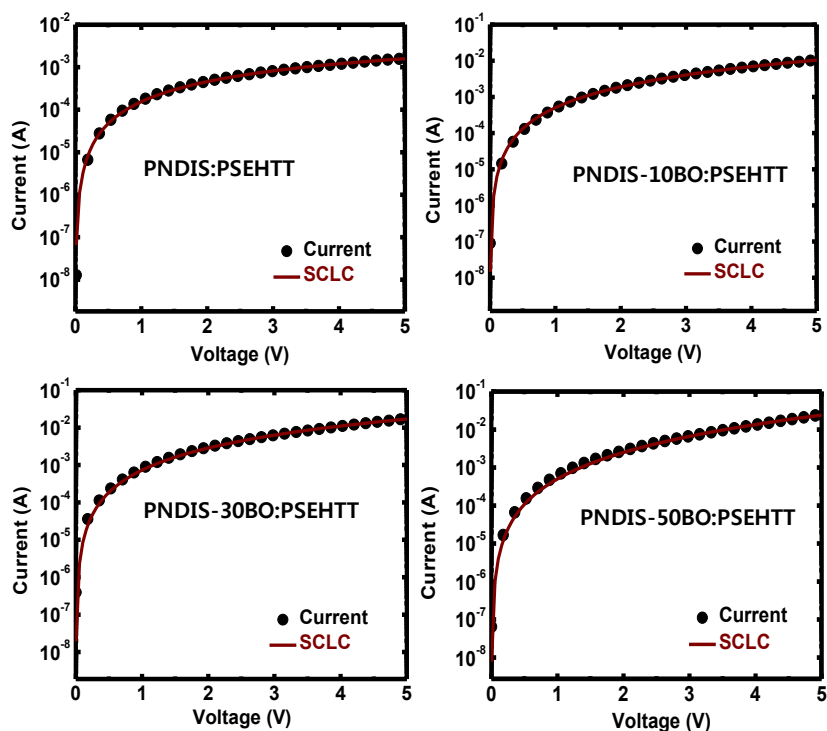 10-2
10-3
10-4
10-5
10-6
10-7
10-8
Current (A)
PNDIS:PSEHTT
Current
SCLC
0 1 2 3 4 5
Voltage (V)
10-1
10-2
10-3
10-4
10-5
10-6
10-7
10-8
Current (A)
PNDIS-10BO:PSEHTT
Current
SCLC
0 1 2 3 4 5
Voltage (V)
10-1
10-2
10-3
10-4
10-5
10-6
10-7
10-8
Current (A)
PNDIS-30BO:PSEHTT
Current
SCLC
0 1 2 3 4 5
Voltage (V)
10-1
10-2
10-3
10-4
10-5
10-6
10-7
10-8
Current (A)
PNDIS-50BO:PSEHTT
Current
SCLC
0 1 2 3 4 5
Voltage (V)